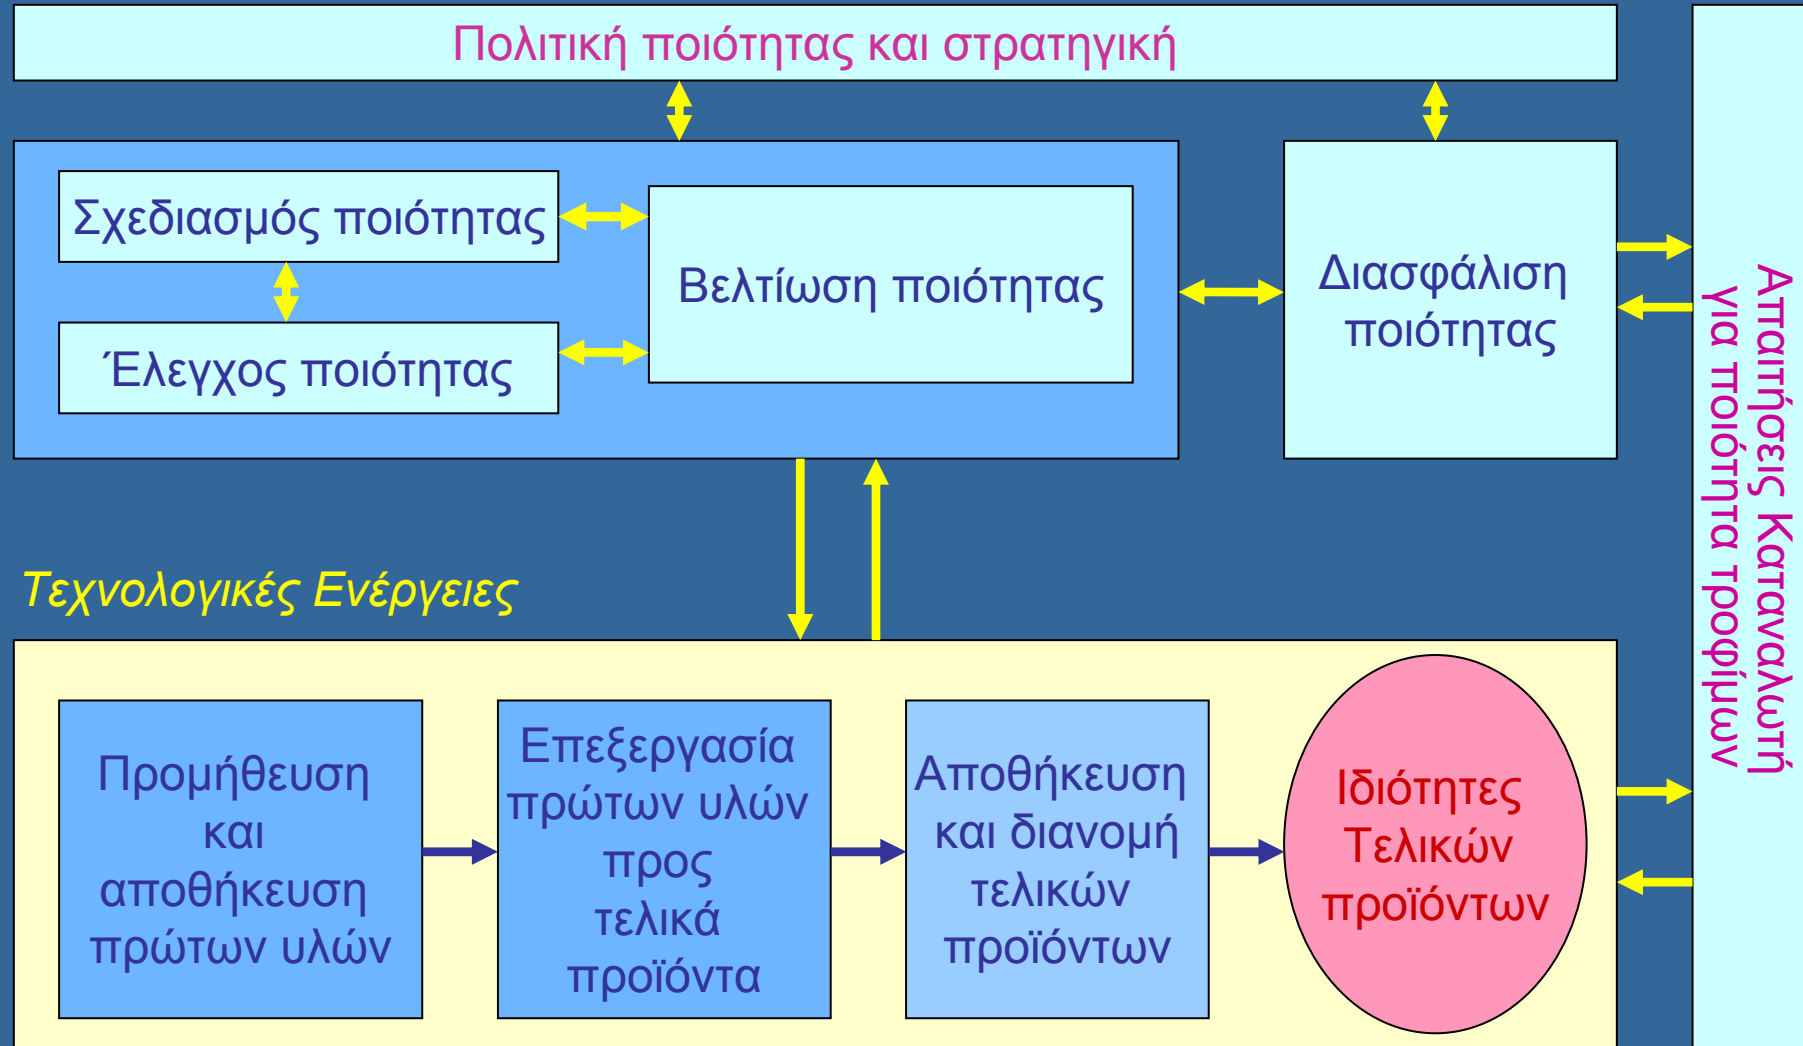 Πολιτική ποιότητας και στρατηγική
Σχεδιασμός ποιότητας
Έλεγχος ποιότητας
Βελτίωση ποιότητας
Διασφάλιση
ποιότητας
Απαιτήσεις Καταναλωτή
για ποιότητα τροφίμων
Τεχνολογικές Ενέργειες
Προμήθευση
και
αποθήκευση
πρώτων υλών
Επεξεργασία
πρώτων υλών
προς
τελικά
προϊόντα
Αποθήκευση
και διανομή
τελικών
προϊόντων
Ιδιότητες
Τελικών
προϊόντων